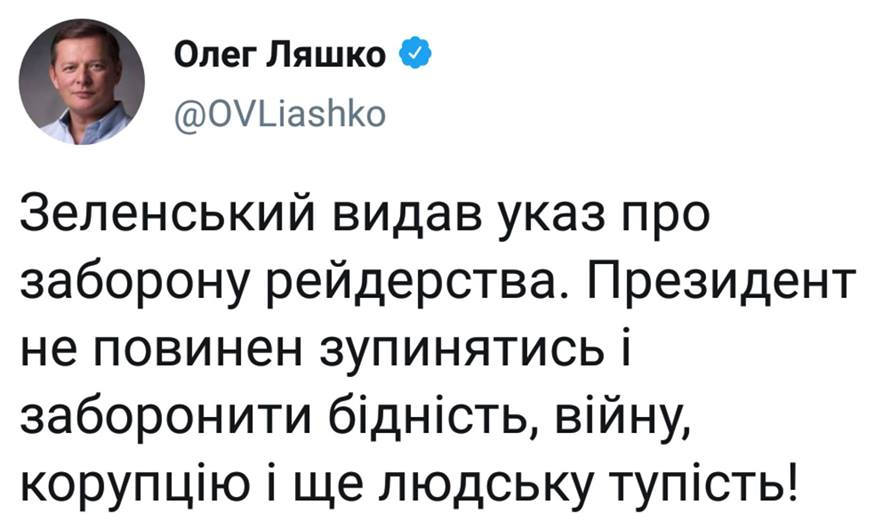 Олег Ляшко
@OVLiashko
Зеленський видав указ про
заборону рейдерства. Президент
не повинен зупинятись і
заборонити бідність, війну,
корупцію і ще людську тупість!